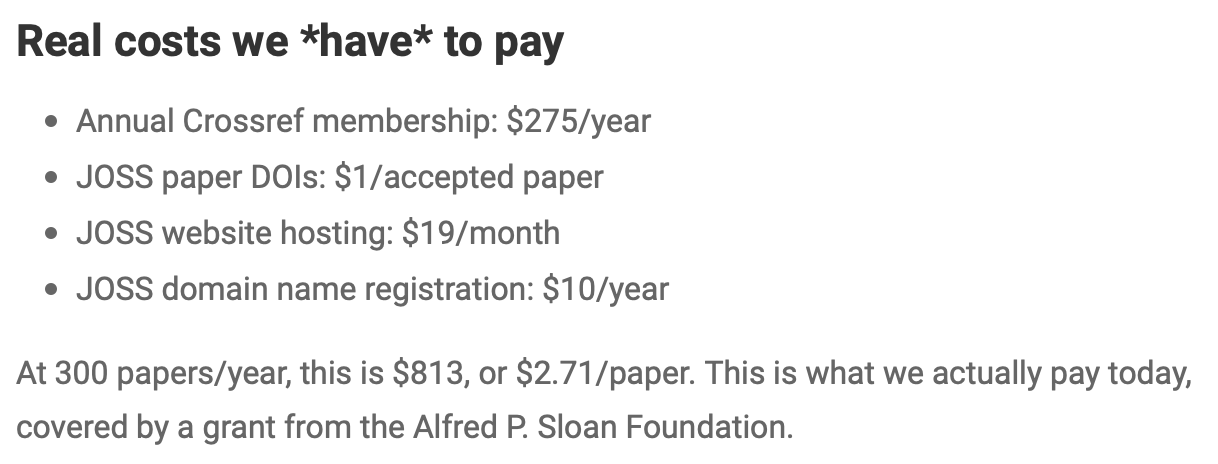 Real costs we *have* to pay
• Annual Crossref membership: $275/year
• JOSS paper DOIs: $1/accepted paper
• JOSS website hosting: $19/month
• JOSS domain name registration: $10/year
At 300 papers/year, this is $813, or $2.71/paper. This is what we actually pay today,
covered by a grant from the Alfred P. Sloan Foundation.